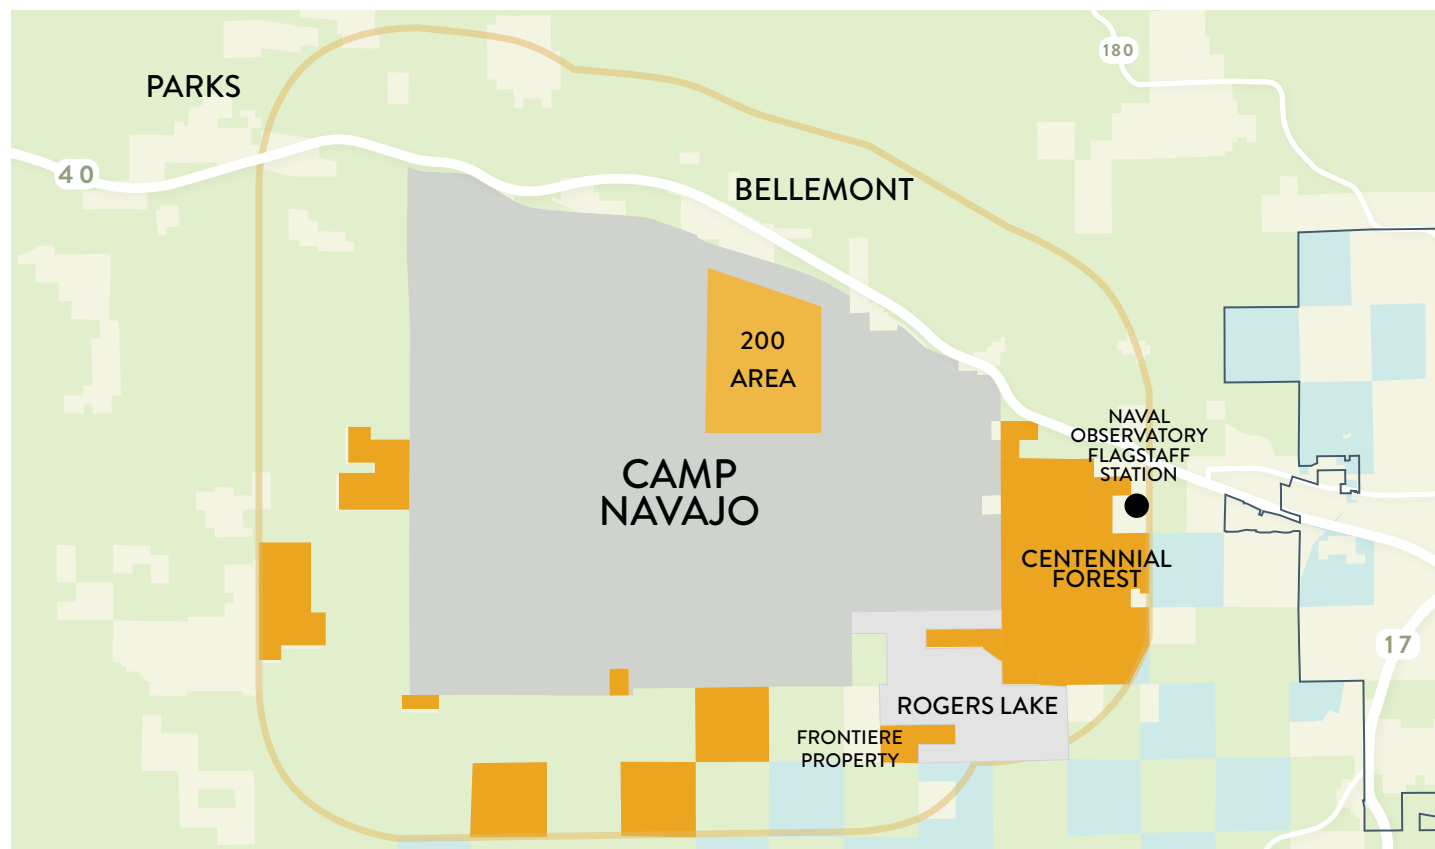 180
PARKS
40
BELLEMONT
200
AREA
NAVAL
OBSERVATORY
FLAGSTAFF
STATION
CAMP
NAVAJO
CENTENNIAL
FOREST
17
ROGERS LAKE
FRONTIERE
PROPERTY